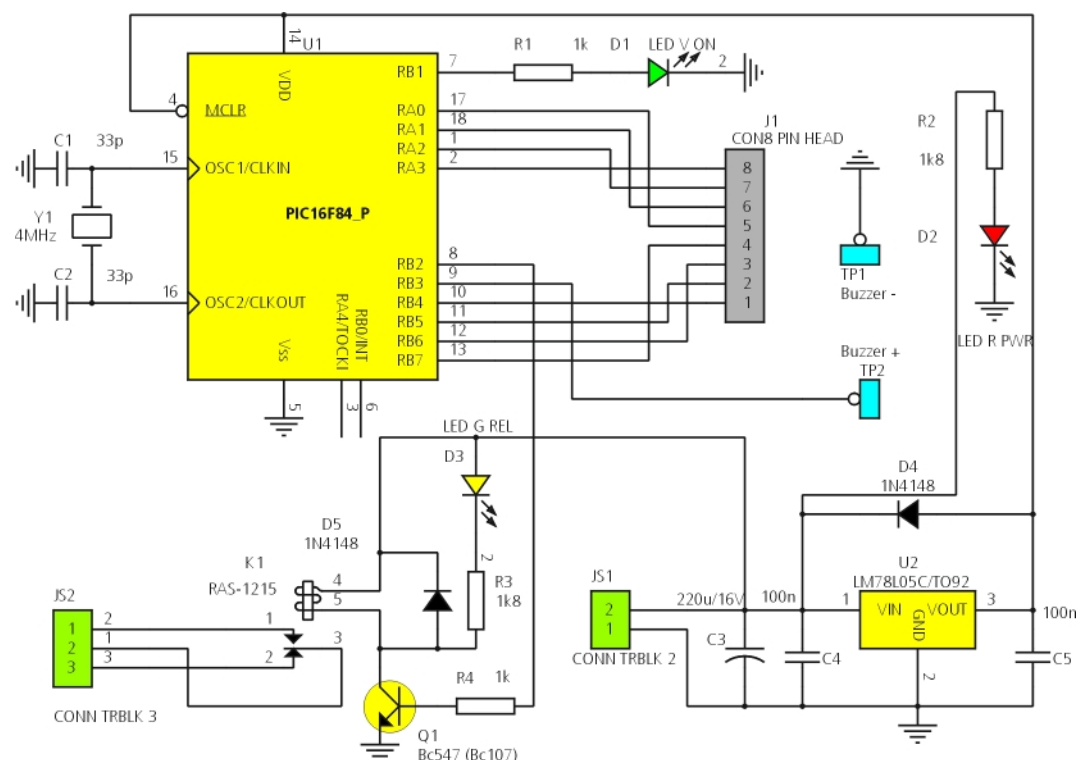 14
U1
VDD
4
MCLR
C1
33p
15
OSC1/CLKIN
Y1
4MHz
PIC16F84_P
C2
33p
16
OSC2/CLKOUT
Vss
5
RA4/TOCKI
RB0/INT
3
6
RB1
7
R1
1k
D1
LED V ON
2
RA0
17
RA1
18
RA2
1
RA3
2
RB2
8
RB3
9
RB4
10
RB5
11
RB6
12
RB7
13
J1
CON8 PIN HEAD
8
7
6
5
4
3
2
1
TP1
Buzzer -
Buzzer +
TP2
R2
1k8
D2
LED R PWR
LED G REL
D3
2
R3
1k8
D5
1N4148
K1
RAS-1215
4
5
JS2
1
2
3
2
1
3
1
2
3
CONN TRBLK 3
R4
1k
Q1
Bc547 (Bc107)
JS1
2
1
CONN TRBLK 2
220u/16V
C3
100n
C4
D4
1N4148
U2
LM78L05C/TO92
1
VIN
VOUT
GND
3
2
100n
C5